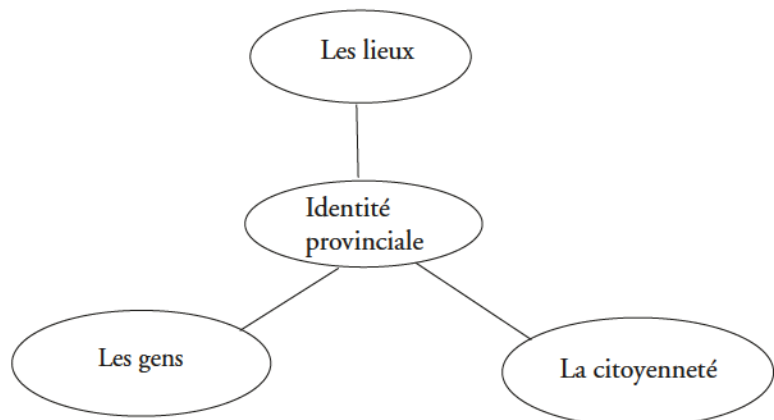 Les lieux
Identité
provinciale
Les gens
La citoyenneté